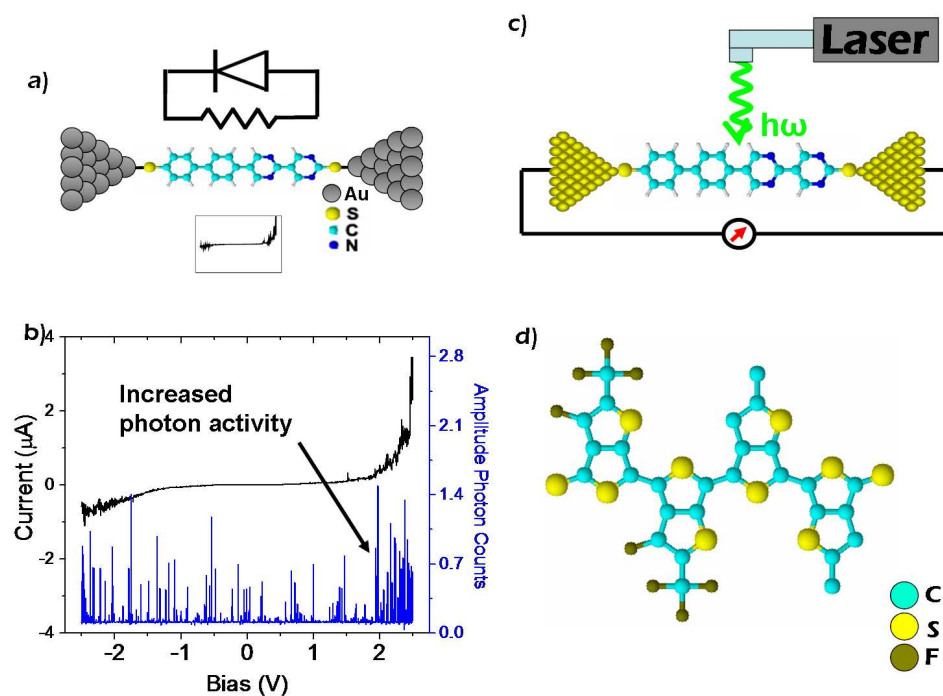 a)
Au
S
C
N
c)
Laser
hω
b)
Increased
photon activity
4
2
0
-2
-4
Current (μA)
2.8
2.1
1.4
0.7
0.0
Amplitude Photon Counts
-2 -1 0 1 2
Bias (V)
d)
C
S
F